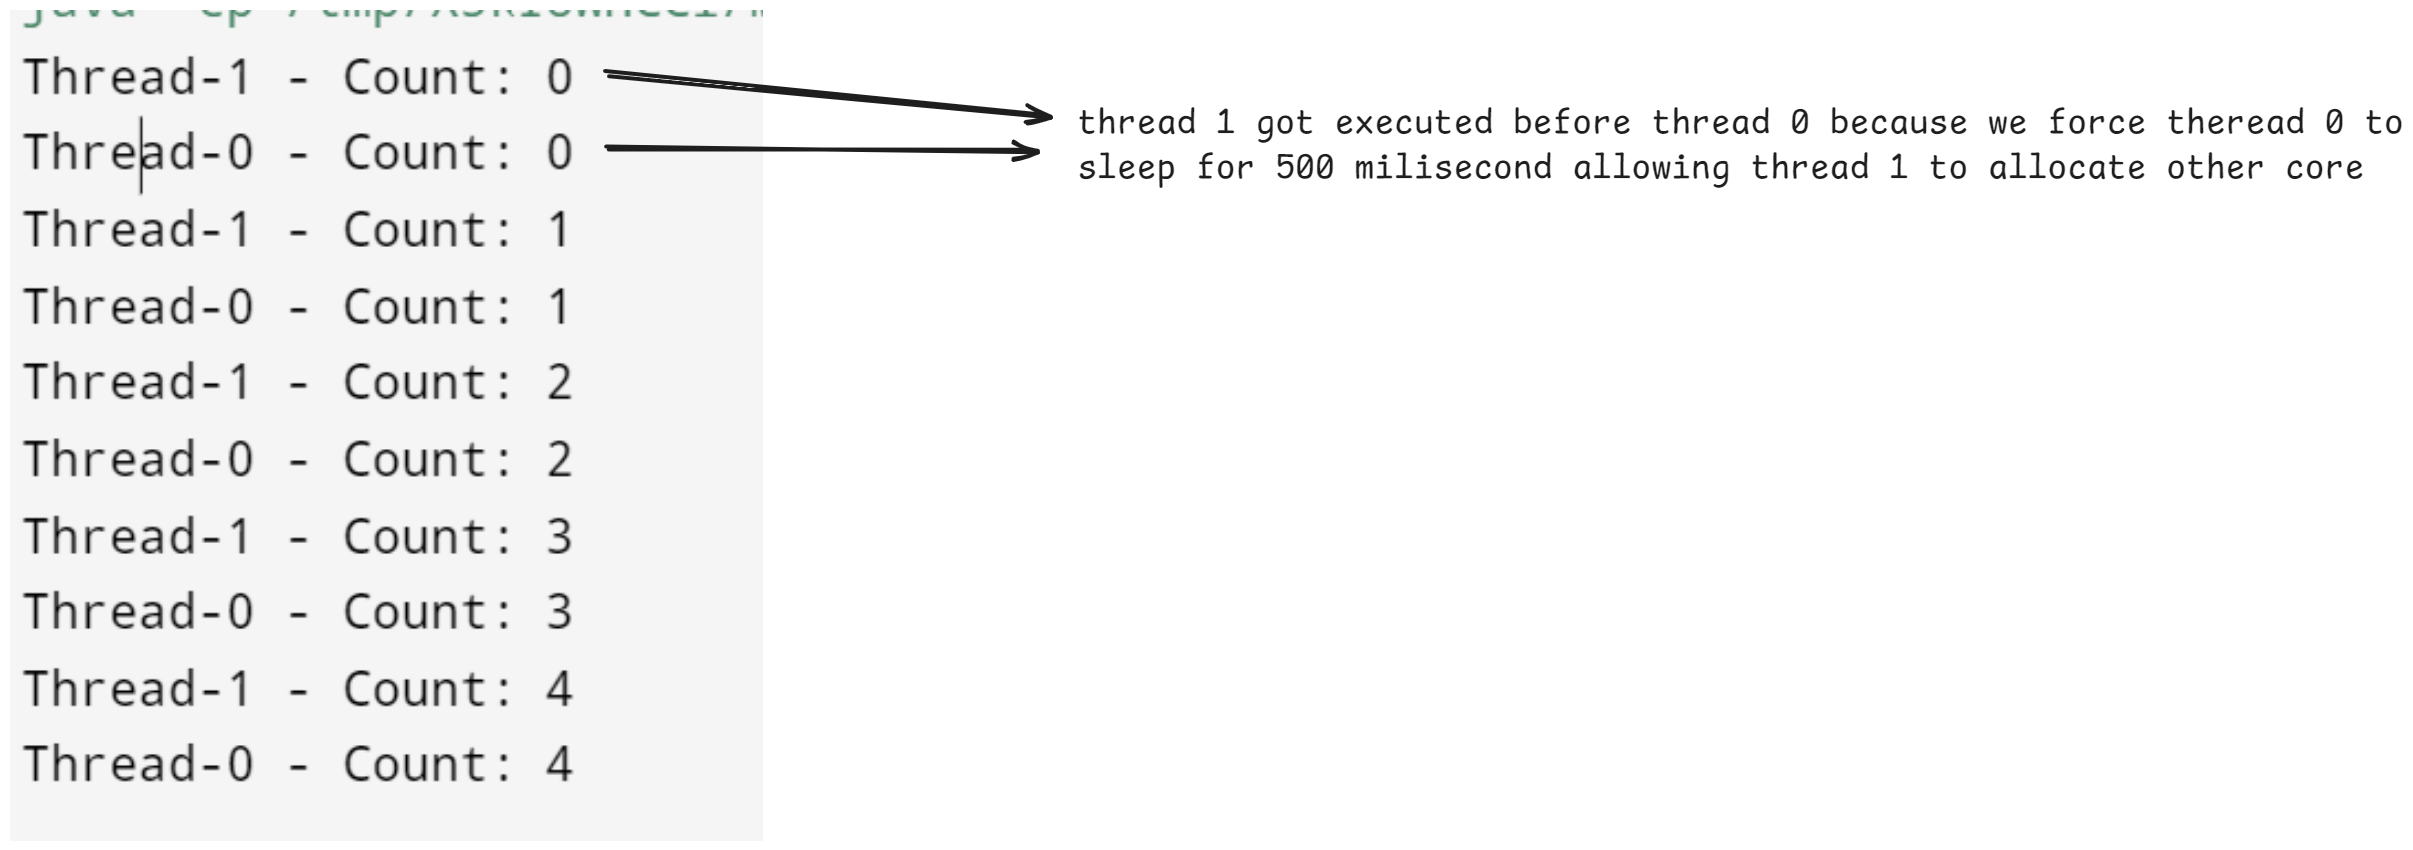 java -cp /tmp/
Thread-1 - Count: 0
Thread-0 - Count: 0
thread 1 got executed before thread 0 because we force theread 0 to
sleep for 500 milisecond allowing thread 1 to allocate other core
Thread-1 - Count: 1
Thread-0 - Count: 1
Thread-1 - Count: 2
Thread-0 - Count: 2
Thread-1 - Count: 3
Thread-0 - Count: 3
Thread-1 - Count: 4
Thread-0 - Count: 4